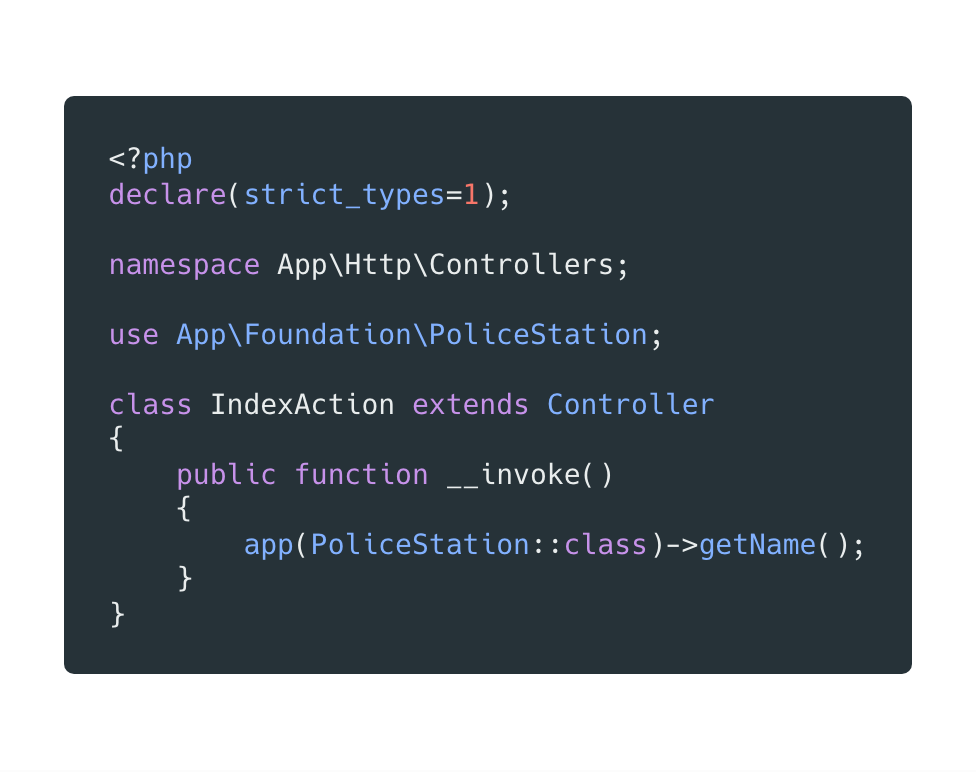 <?php
declare(strict_types=1);

namespace App\Http\Controllers;

use App\Foundation\PoliceStation;

class IndexAction extends Controller
{
    public function __invoke()
    {
        app(PoliceStation::class)->getName();
    }
}